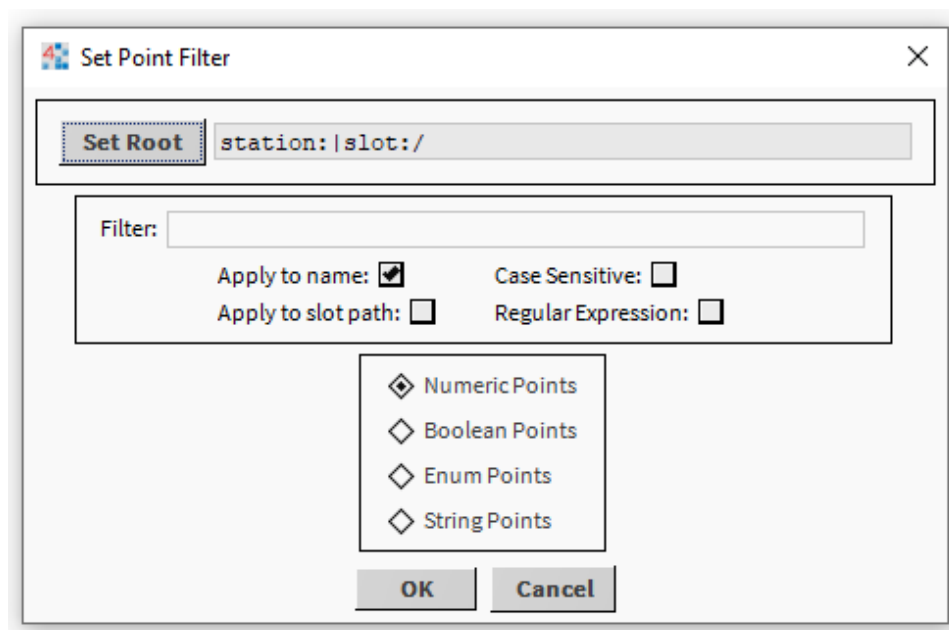 Set Point Filter
Set Root station:|slot:/
Filter:
Apply to name: Case Sensitive:
Apply to slot path: Regular Expression:
Numeric Points
Boolean Points
Enum Points
String Points
OK Cancel